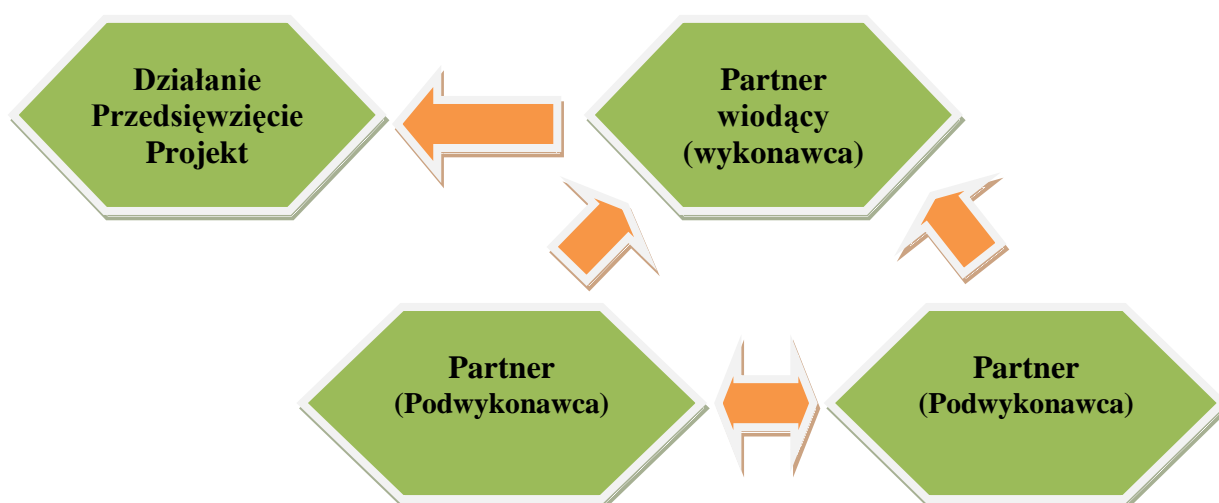 Działanie
Przedsięwzięcie
Projekt
Partner
wiodący
(wykonawca)
Partner
(Podwykonawca)
Partner
(Podwykonawca)